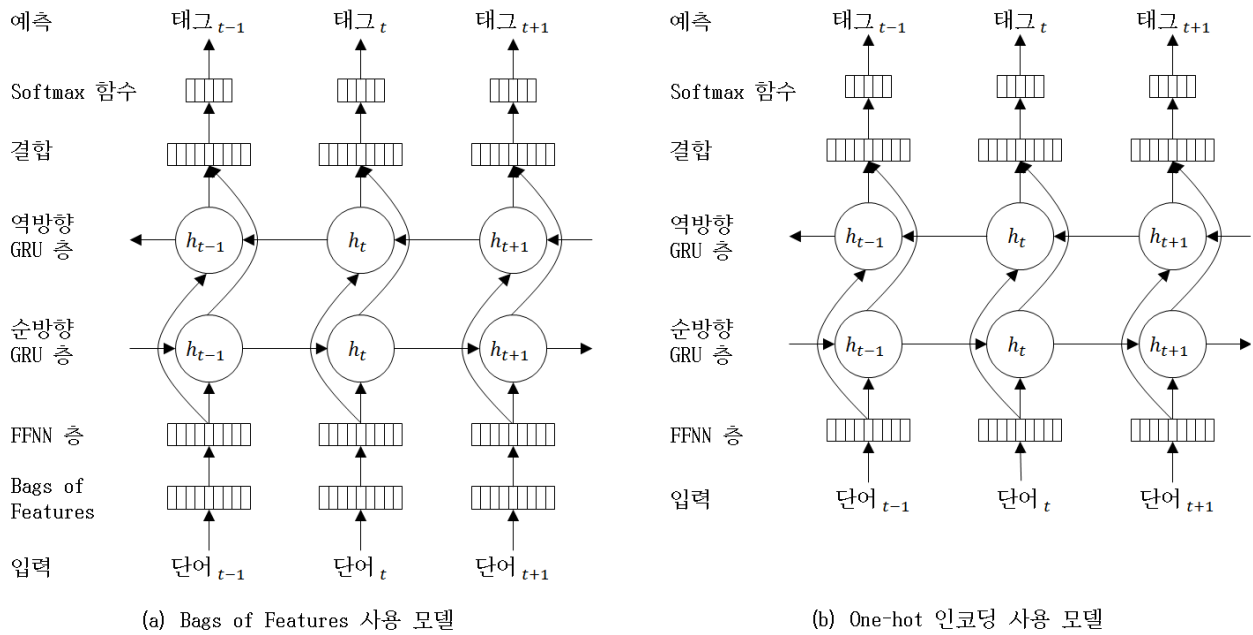 예측 태그 t−1 태그 t 태그 t+1
Softmax 함수
결합
역방향 h t−1 h t h t+1
GRU 층
순방향 h t−1 h t h t+1
GRU 층
FFNN 층
Bags of
Features
입력 단어 t−1 단어 t 단어 t+1
(a) Bags of Features 사용 모델
예측 태그 t−1 태그 t 태그 t+1
Softmax 함수
결합
역방향 h t−1 h t h t+1
GRU 층
순방향 h t−1 h t h t+1
GRU 층
FFNN 층
입력 단어 t−1 단어 t 단어 t+1
(b) One-hot 인코딩 사용 모델